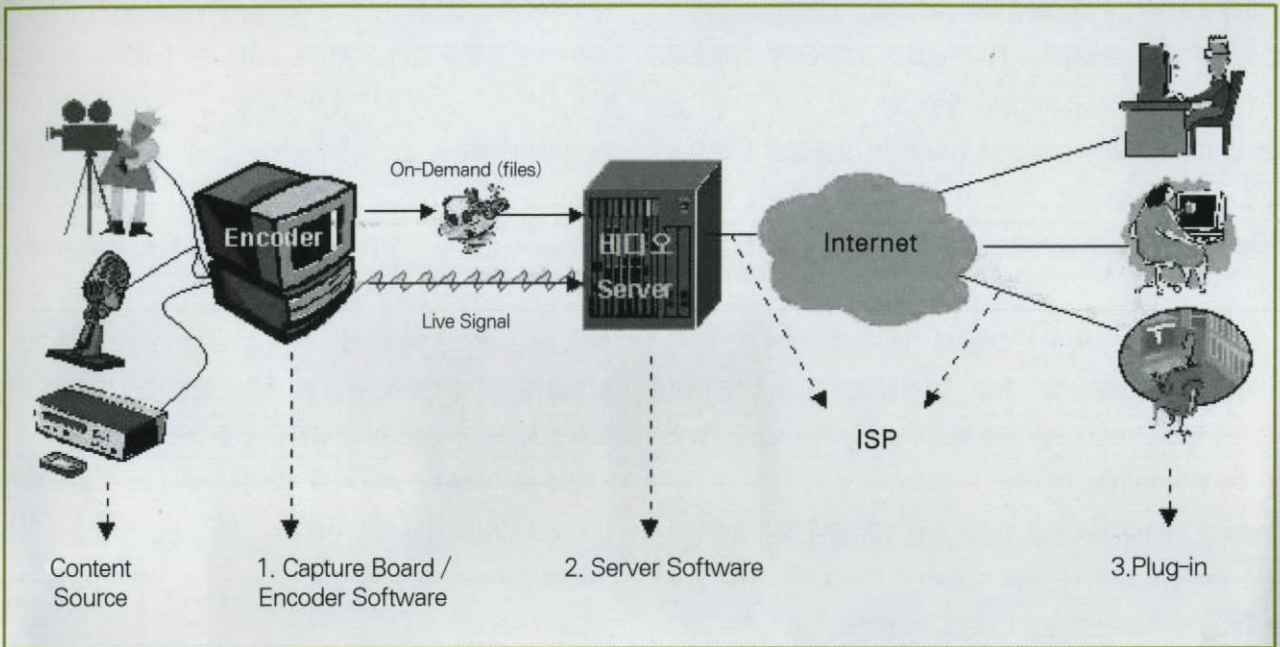 On-Demand (files)
Encoder
비디오
Server
Internet
Live Signal
ISP
Content
Source
1. Capture Board /
Encoder Software
2. Server Software
3.Plug-in